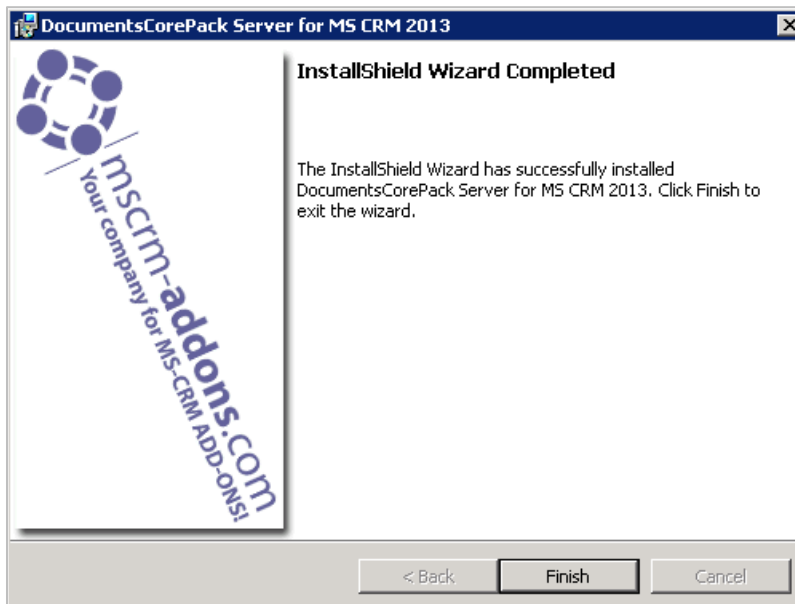 DocumentsCorePack Server for MS CRM 2013
InstallShield Wizard Completed
The InstallShield Wizard has successfully installed
DocumentsCorePack Server for MS CRM 2013. Click Finish to
exit the wizard.
mscrm-addons.com
Your company for MS-CRM ADD-ONS!
< Back
Finish
Cancel